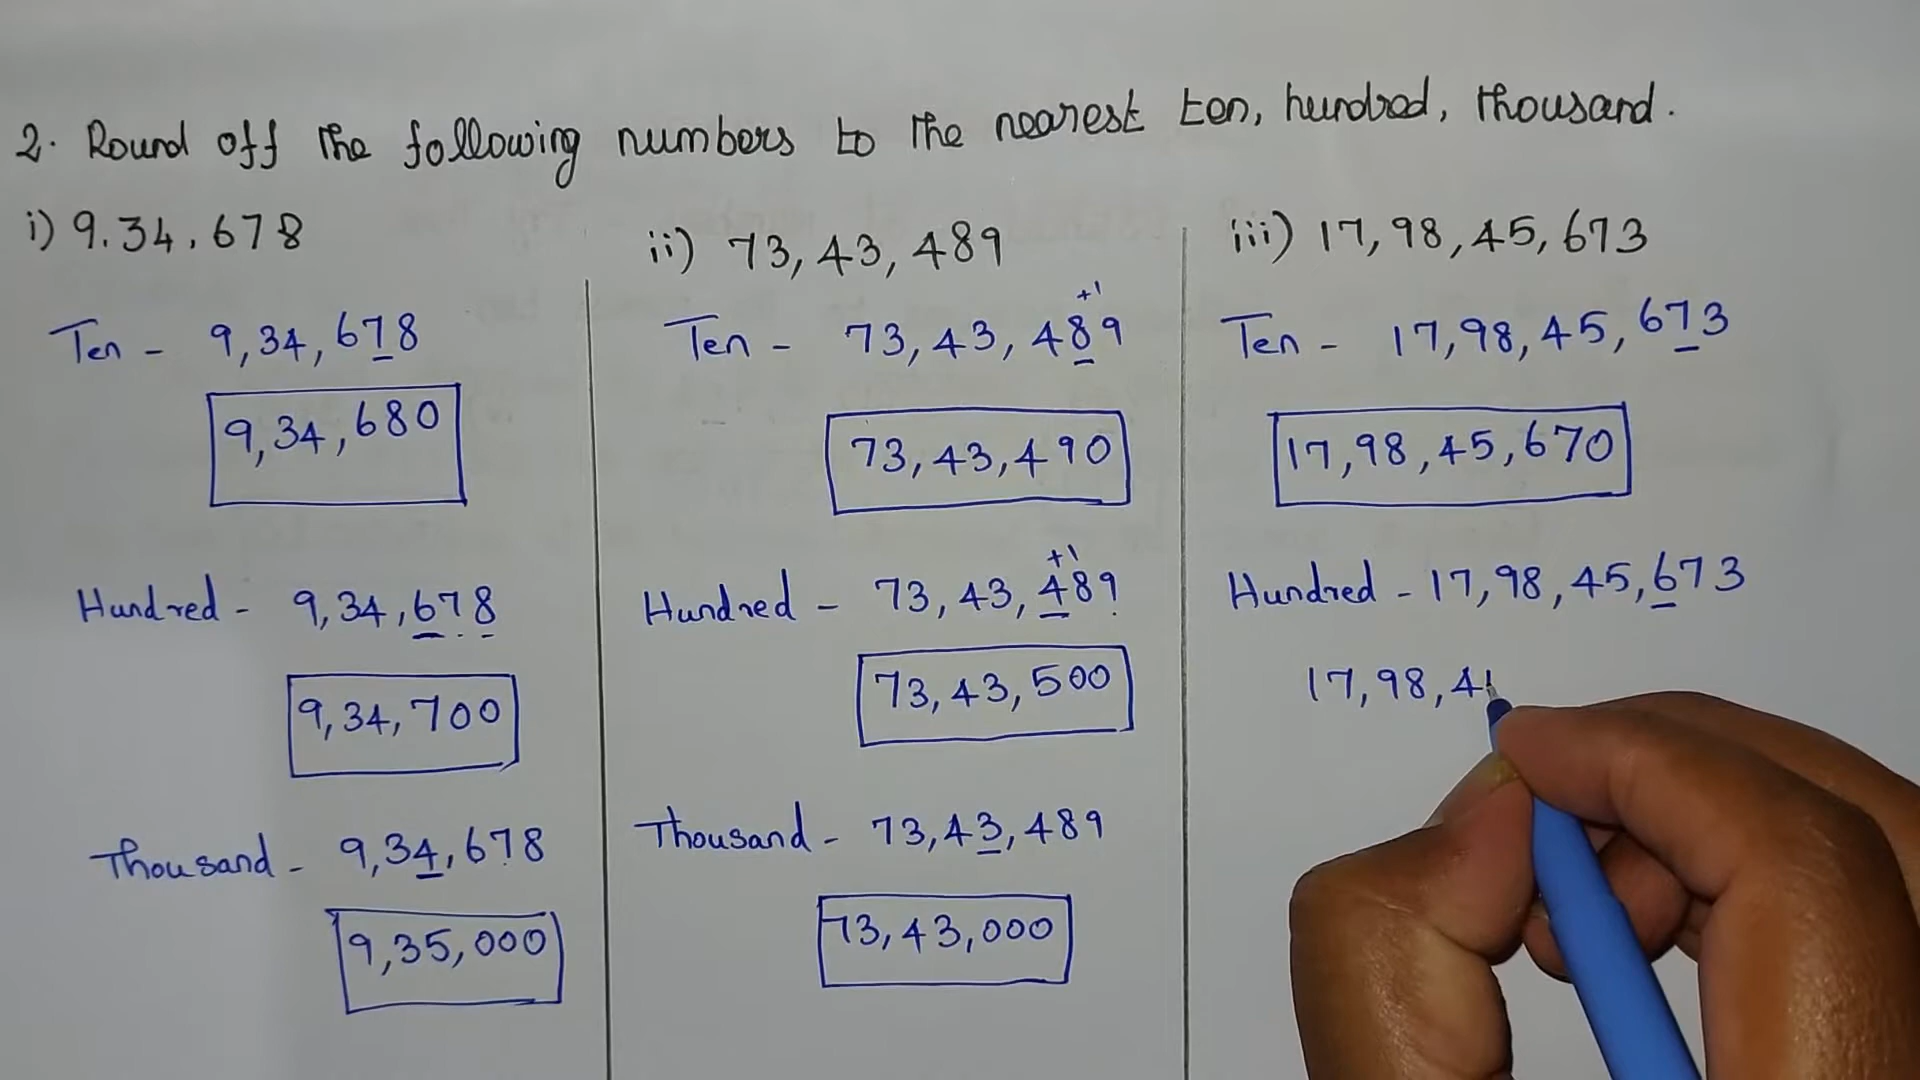 2. Round off the following numbers to the nearest ten, hundred, thousand.
i) 9.34,678
Ten - 9,34,678
9,34,680
Hundred - 9,34,678
9,34,700
Thousand - 9,34,678
9,35,000
ii) 73,43,489
+1
Ten - 73,43,489
73,43,490
+1
Hundred - 73,43,489
73,43,500
Thousand - 73,43,489
73,43,000
iii) 17,98,45,673
Ten - 17,98,45,673
17,98,45,670
Hundred - 17,98,45,673
17,98,4